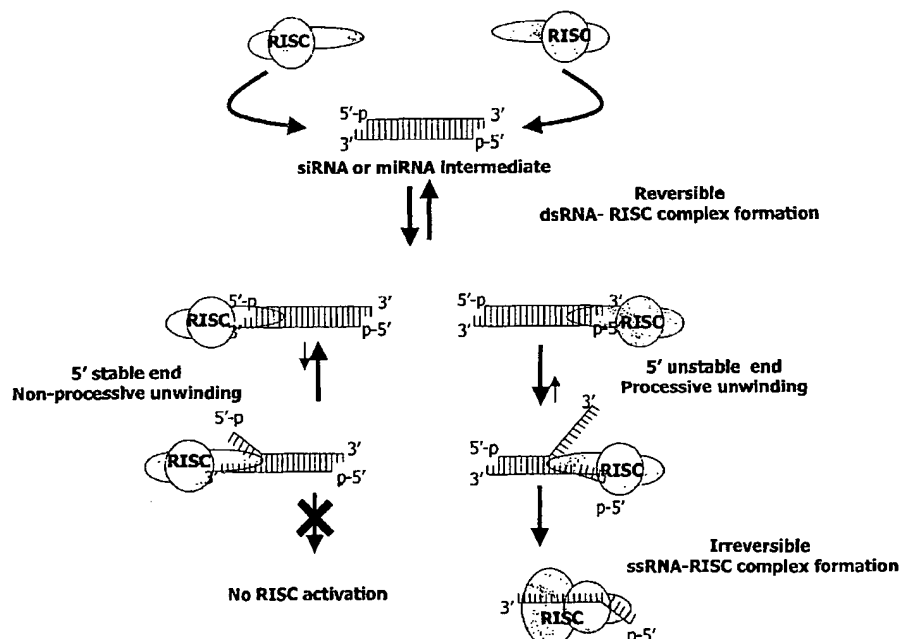 RISC
RISC
5'-p
3'
3'
p-5'
siRNA or miRNA intermediate
Reversible
dsRNA- RISC complex formation
5'-p
3'
RISC
3'
p-5'
5'-p
3'
RISC
3'
p-5'
5' stable end
Non-processive unwinding
5' unstable end
Processive unwinding
5'-p
3'
RISC
3'
p-5'
3'
5'-p
RISC
3'
p-5'
No RISC activation
Irreversible
ssRNA-RISC complex formation
3'
RISC
p-5'